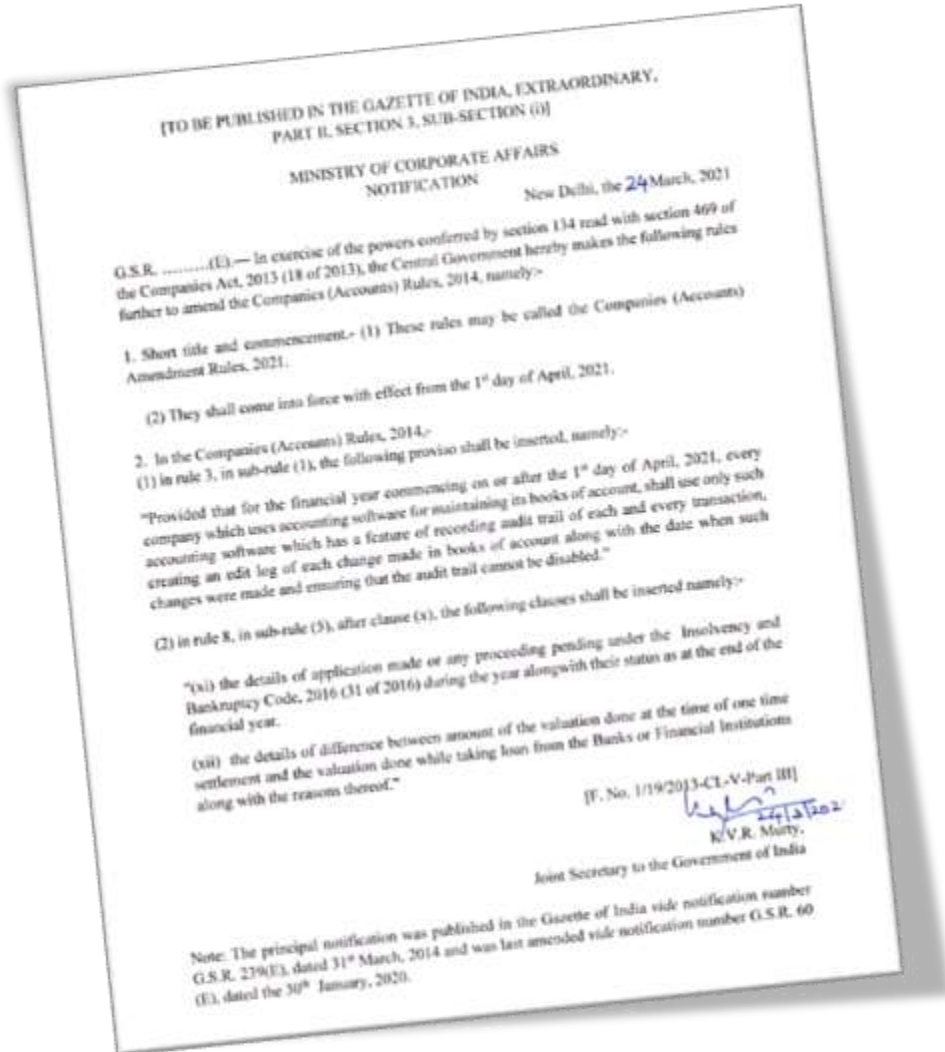 [TO BE PUBLISHED IN THE GAZETTE OF INDIA, EXTRAORDINARY,
PART II, SECTION 3, SUB-SECTION (i)]
MINISTRY OF CORPORATE AFFAIRS
NOTIFICATION
New Delhi, the 24 March, 2021
G.S.R. ..........(E).— In exercise of the powers conferred by section 134 read with section 469 of
the Companies Act, 2013 (18 of 2013), the Central Government hereby makes the following rules
further to amend the Companies (Accounts) Rules, 2014, namely:-
1. Short title and commencement.- (1) These rules may be called the Companies (Accounts)
Amendment Rules, 2021.
(2) They shall come into force with effect from the 1st day of April, 2021.
2. In the Companies (Accounts) Rules, 2014,-
(1) in rule 3, in sub-rule (1), the following proviso shall be inserted, namely:-
"Provided that for the financial year commencing on or after the 1st day of April, 2021, every
company which uses accounting software for maintaining its books of account, shall use only such
accounting software which has a feature of recording audit trail of each and every transaction,
creating an edit log of each change made in books of account along with the date when such
changes were made and ensuring that the audit trail cannot be disabled."
(2) in rule 8, in sub-rule (5), after clause (x), the following clauses shall be inserted namely:-
"(xi) the details of application made or any proceeding pending under the Insolvency and
Bankruptcy Code, 2016 (31 of 2016) during the year alongwith their status as at the end of the
financial year.
(xii) the details of difference between amount of the valuation done at the time of one time
settlement and the valuation done while taking loan from the Banks or Financial Institutions
along with the reasons thereof."
[F. No. 1/19/2013-CL-V-Part III]
24/3/202
K.V.R. Murty,
Joint Secretary to the Government of India
Note: The principal notification was published in the Gazette of India vide notification number
G.S.R. 239(E), dated 31st March, 2014 and was last amended vide notification number G.S.R. 60
(E), dated the 30th January, 2020.